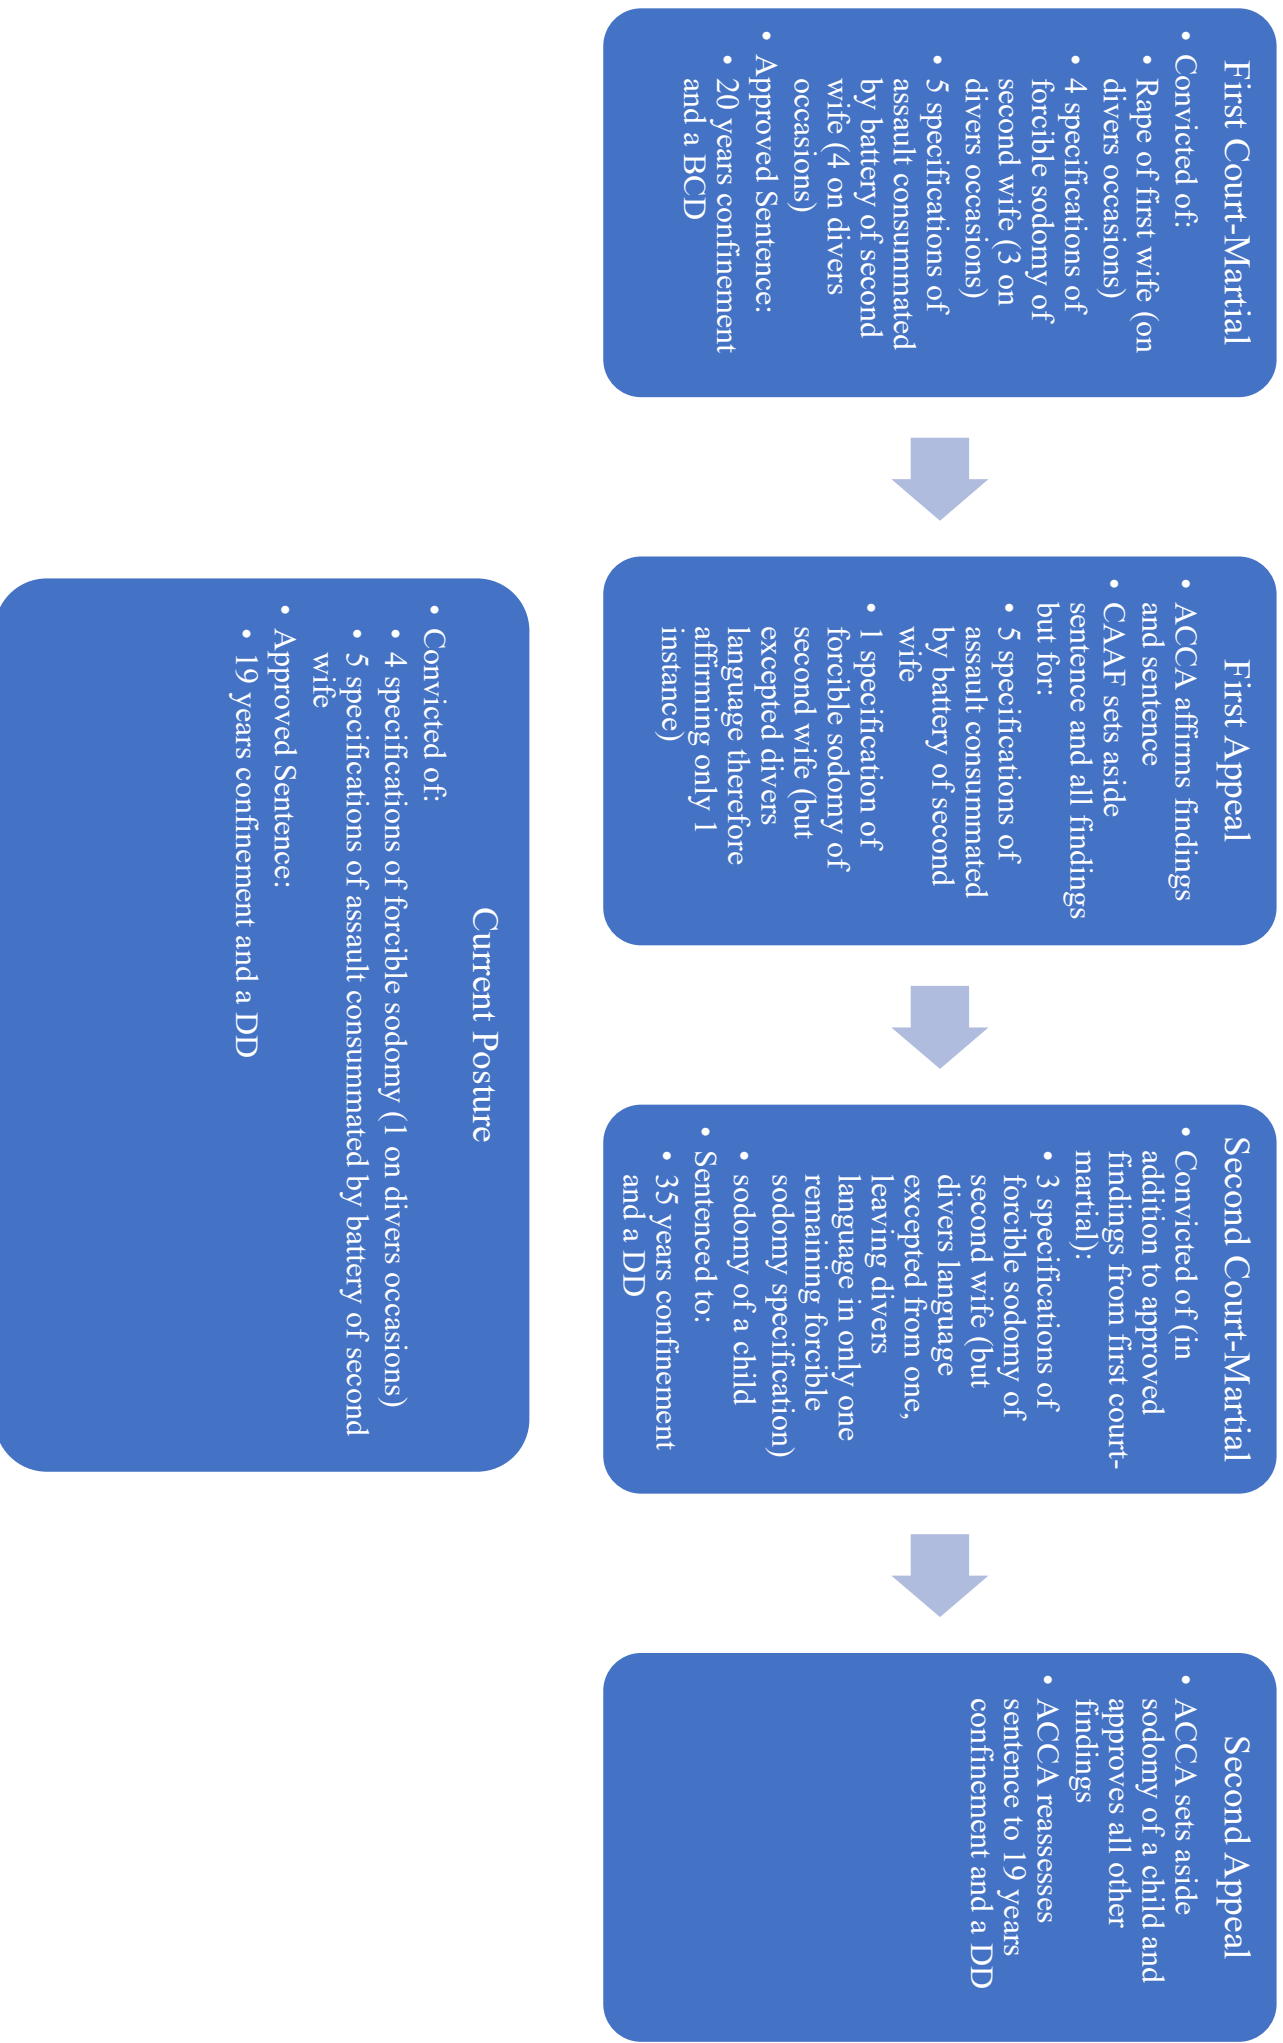 First Court-Martial
• Convicted of:
• Rape of first wife (on
divers occasions)
• 4 specifications of
forcible sodomy of
second wife (3 on
divers occasions)
• 5 specifications of
assault consummated
by battery of second
wife (4 on divers
occasions)
• Approved Sentence:
• 20 years confinement
and a BCD
First Appeal
• ACCA affirms findings
and sentence
• CAAF sets aside
sentence and all findings
but for:
• 5 specifications of
assault consummated
by battery of second
wife
• 1 specification of
forcible sodomy of
second wife (but
excepted divers
language therefore
affirming only 1
instance)
Second Court-Martial
• Convicted of (in
addition to approved
findings from first court-
martial):
• 3 specifications of
forcible sodomy of
second wife (but
divers language
excepted from one,
leaving divers
language in only one
remaining forcible
sodomy specification)
• sodomy of a child
• Sentenced to:
• 35 years confinement
and a DD
Second Appeal
• ACCA sets aside
sodomy of a child and
approves all other
findings
• ACCA reassesses
sentence to 19 years
confinement and a DD
Current Posture
• Convicted of:
• 4 specifications of forcible sodomy (1 on divers occasions)
• 5 specifications of assault consummated by battery of second
wife
• Approved Sentence:
• 19 years confinement and a DD